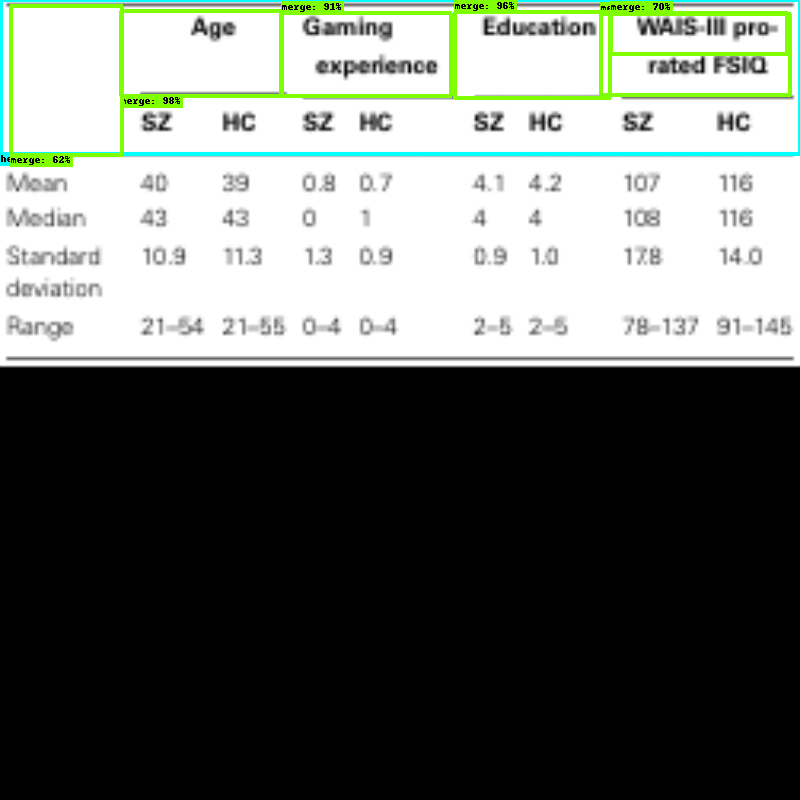 merge: 91% merge: 96% merge: 70%
Age Gaming Education WAIS-III pro-
experience rated FSIQ
merge: 98%
SZ HC SZ HC SZ HC SZ HC
merge: 62%
Mean 40 39 0.8 0.7 4.1 4.2 107 116
Median 43 43 0 1 4 4 108 116
Standard 10.9 11.3 1.3 0.9 0.9 1.0 17.8 14.0
deviation
Range 21–54 21–55 0–4 0–4 2–5 2–5 78–137 91–145